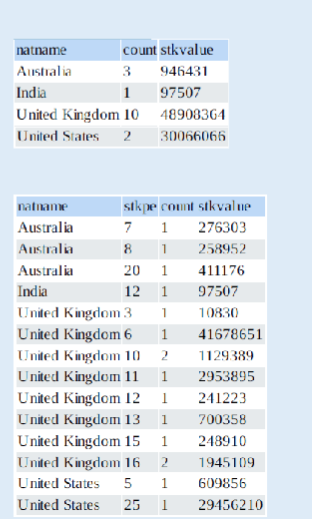 natname count stkvalue
Australia 3 946431
India 1 97507
United Kingdom 10 48908364
United States 2 30066066
natname stkpe count stkvalue
Australia 7 1 276303
Australia 8 1 258952
Australia 20 1 411176
India 12 1 97507
United Kingdom 3 1 10830
United Kingdom 6 1 41678651
United Kingdom 10 2 1129389
United Kingdom 11 1 2953895
United Kingdom 12 1 241223
United Kingdom 13 1 700358
United Kingdom 15 1 248910
United Kingdom 16 2 1945109
United States 5 1 609856
United States 25 1 29456210